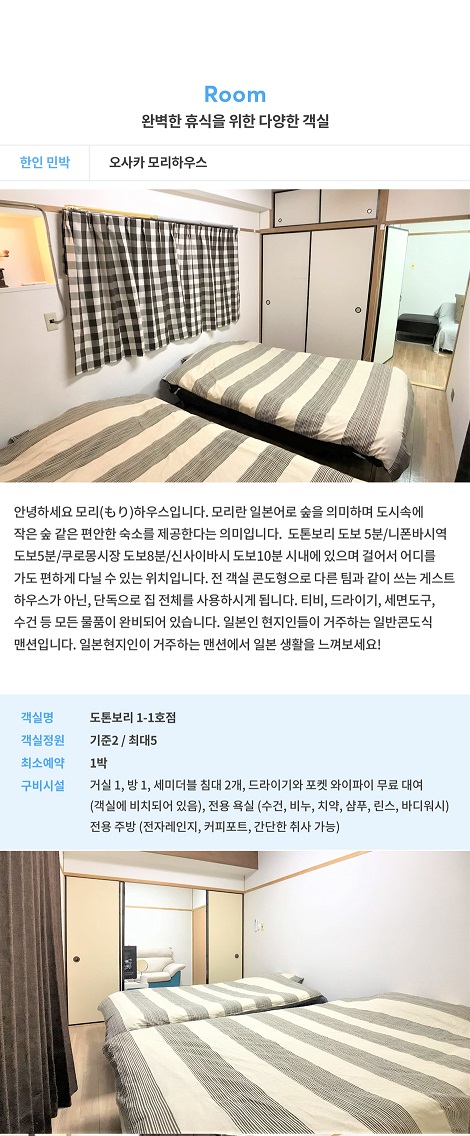 Room
완벽한 휴식을 위한 다양한 객실
한인 민박 오사카 모리하우스
안녕하세요 모리(もり)하우스입니다. 모리란 일본어로 숲을 의미하며 도시속에
작은 숲 같은 편안한 숙소를 제공한다는 의미입니다. 도톤보리 도보 5분/니폰바시역
도보5분/쿠로몽시장 도보8분/신사이바시 도보10분 시내에 있으며 걸어서 어디를
가도 편하게 다닐 수 있는 위치입니다. 전 객실 콘도형으로 다른 팀과 같이 쓰는 게스트
하우스가 아닌, 단독으로 집 전체를 사용하시게 됩니다. 티비, 드라이기, 세면도구,
수건 등 모든 물품이 완비되어 있습니다. 일본인 현지인들이 거주하는 일반콘도식
맨션입니다. 일본현지인이 거주하는 맨션에서 일본 생활을 느껴보세요!
객실명 도톤보리 1-1호점
객실정원 기준2 / 최대5
최소예약 1박
구비시설 거실 1, 방 1, 세미더블 침대 2개, 드라이기와 포켓 와이파이 무료 대여
(객실에 비치되어 있음), 전용 욕실 (수건, 비누, 치약, 샴푸, 린스, 바디워시)
전용 주방 (전자레인지, 커피포트, 간단한 취사 가능)